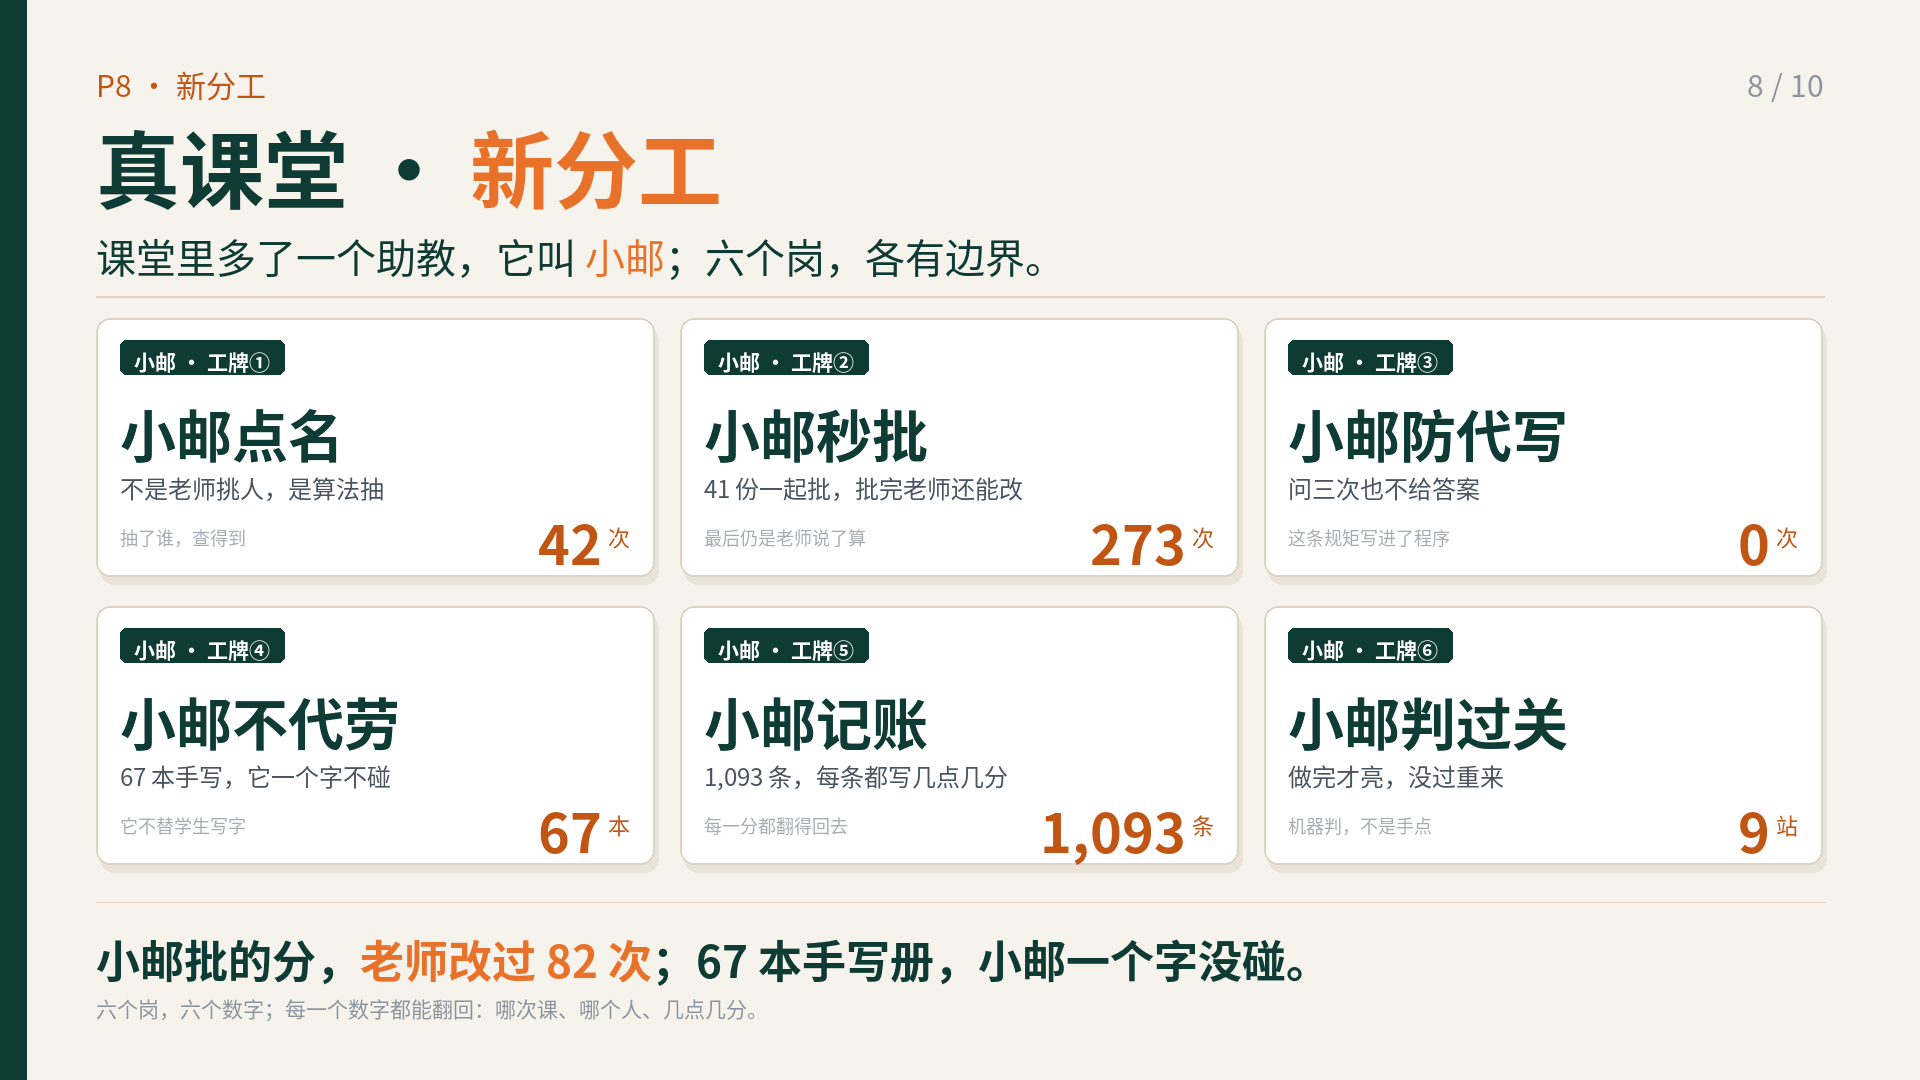 P8 · 新分工
8 / 10
真课堂 · 新分工
课堂里多了一个助教，它叫 小邮；六个岗，各有边界。
小邮 · 工牌①
小邮点名
不是老师挑人，是算法抽
抽了谁，查得到
42 次
小邮 · 工牌②
小邮秒批
41 份一起批，批完老师还能改
最后仍是老师说了算
273 次
小邮 · 工牌③
小邮防代写
问三次也不给答案
这条规矩写进了程序
0 次
小邮 · 工牌④
小邮不代劳
67 本手写，它一个字不碰
它不替学生写字
67 本
小邮 · 工牌⑤
小邮记账
1,093 条，每条都写几点几分
每一分都翻得回去
1,093 条
小邮 · 工牌⑥
小邮判过关
做完才亮，没过重来
机器判，不是手点
9 站
小邮批的分，老师改过 82 次；67 本手写册，小邮一个字没碰。
六个岗，六个数字；每一个数字都能翻回：哪次课、哪个人、几点几分。